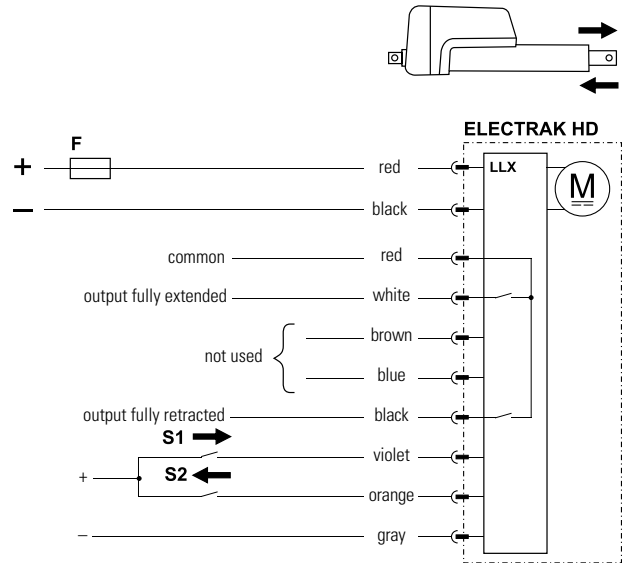 ELECTRAK HD
F
+ red LLX M
− black
common red
output fully extended white
brown
not used
blue
output fully retracted black
S1
violet
+ S2
orange
− gray